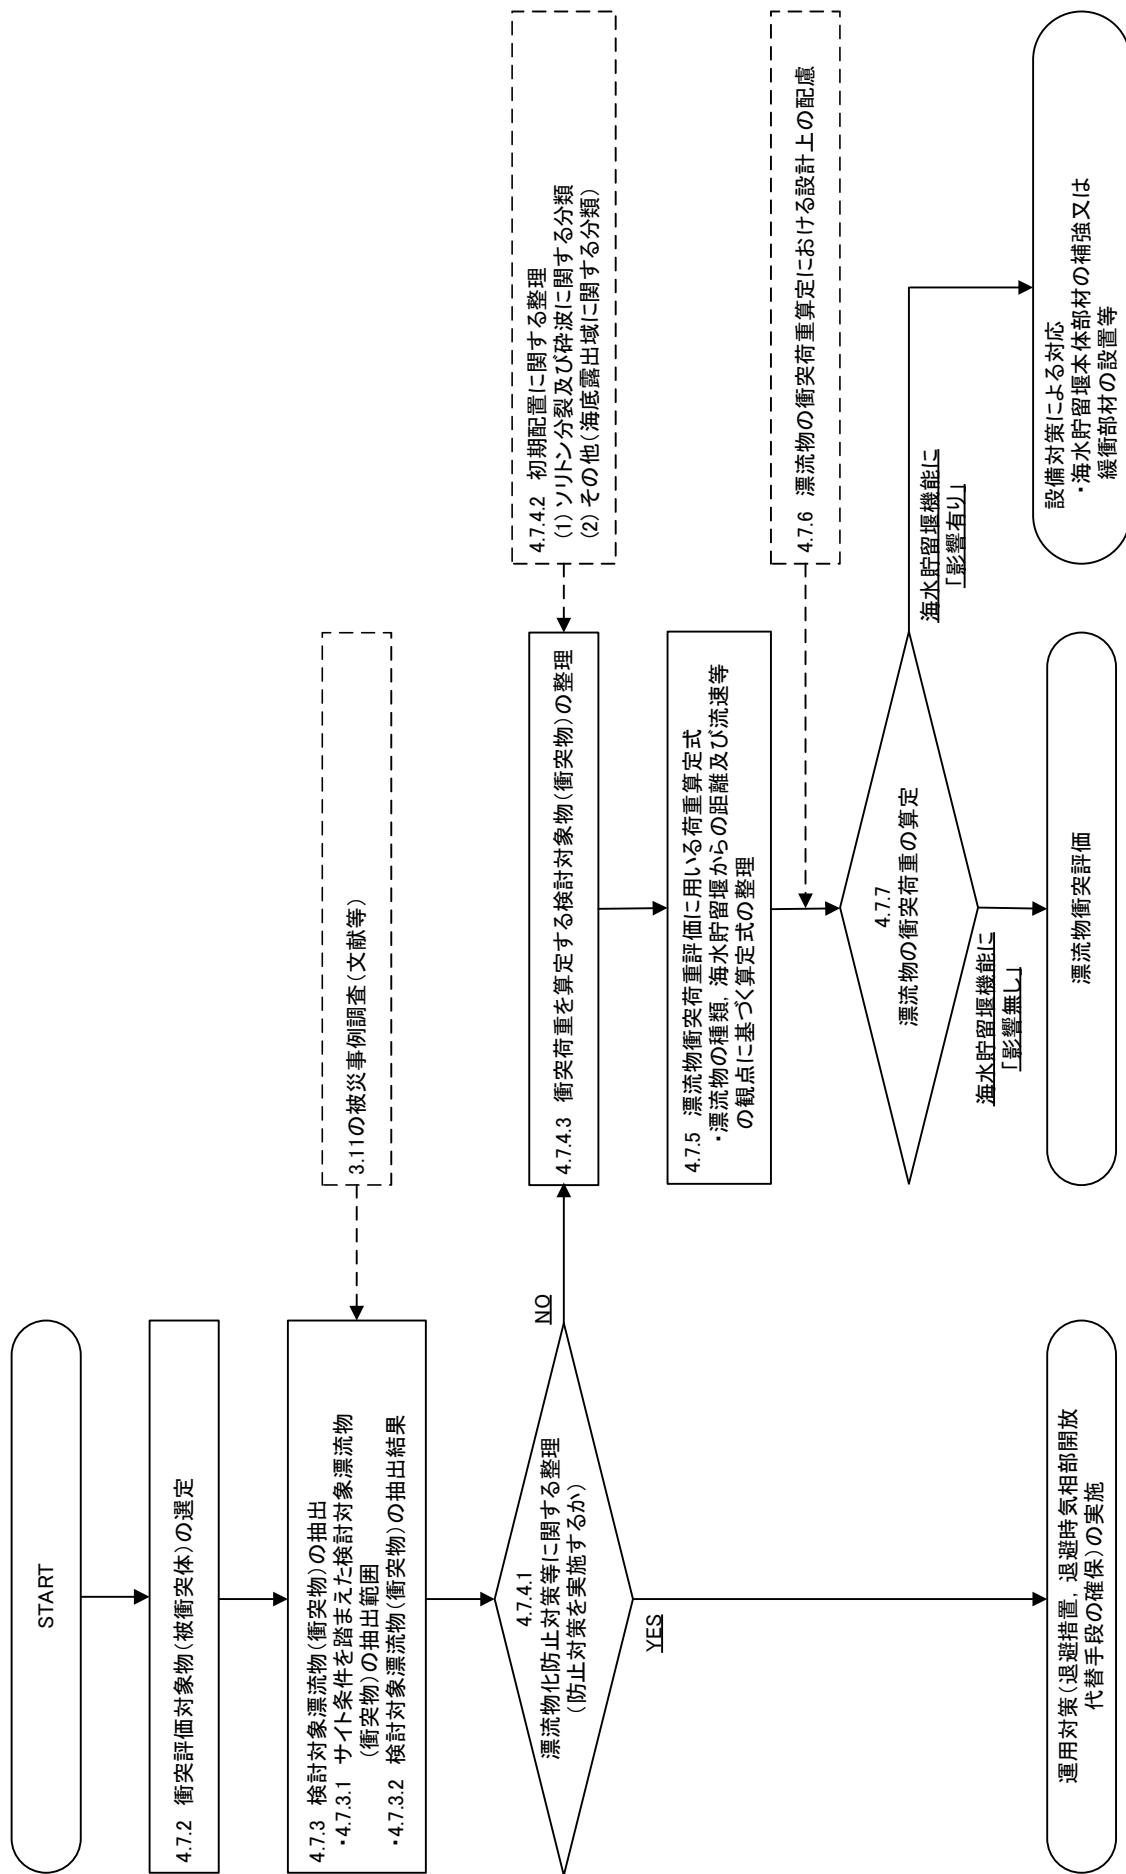 START
4.7.2 衝突評価対象物(被衝突体)の選定
4.7.3 検討対象漂流物(衝突物)の抽出
・4.7.3.1 サイト条件を踏まえた検討対象漂流物
(衝突物)の抽出範囲
・4.7.3.2 検討対象漂流物(衝突物)の抽出結果
3.11の被災事例調査(文献等)
4.7.4.1
漂流物化防止対策等に関する整理
(防止対策を実施するか)
NO
YES
運用対策(退避措置,退避時気相部開放
代替手段の確保)の実施
4.7.4.2 初期配置に関する整理
(1) ソリトン分裂及び砕波に関する分類
(2) その他(海底露出域に関する分類)
4.7.4.3 衝突荷重を算定する検討対象物(衝突物)の整理
4.7.5 漂流物衝突荷重評価に用いる荷重算定式
・漂流物の種類,海水貯留堰からの距離及び流速等
の観点に基づく算定式の整理
4.7.6 漂流物の衝突荷重算定における設計上の配慮
4.7.7
漂流物の衝突荷重の算定
海水貯留堰機能に
「影響無し」
海水貯留堰機能に
「影響有り」
漂流物衝突評価
設備対策による対応
・海水貯留堰本体部材の補強又は
緩衝部材の設置等